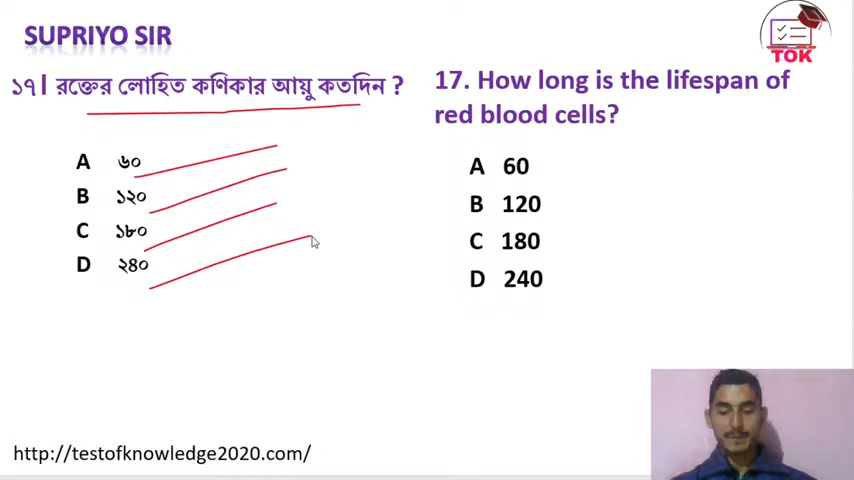 SUPRIYO SIR
TOK
১৭। রক্তের লোহিত কণিকার আয়ু কতদিন ?
A ৬০
B ১২০
C ১৮০
D ২৪০
17. How long is the lifespan of
red blood cells?
A 60
B 120
C 180
D 240
http://testofknowledge2020.com/